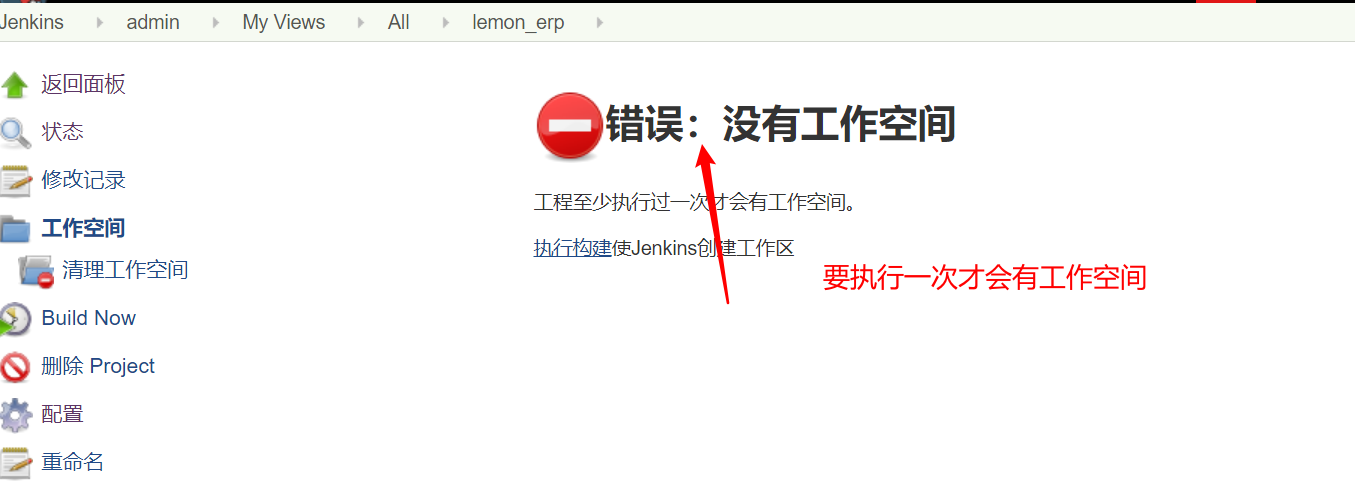 Jenkins admin My Views All lemon_erp
返回面板
状态
修改记录
工作空间
清理工作空间
Build Now
删除 Project
配置
重命名
错误：没有工作空间
工程至少执行过一次才会有工作空间。
执行构建使Jenkins创建工作区
要执行一次才会有工作空间